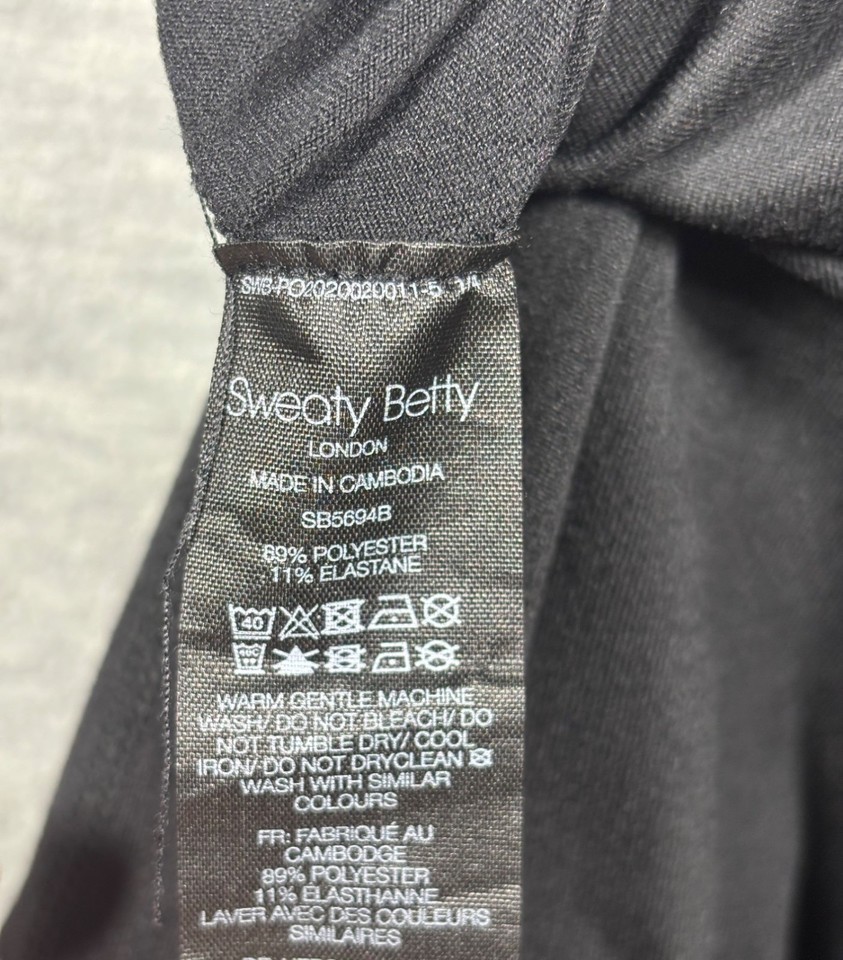 SWB-PO2020020011-5
Sweaty Betty
LONDON
MADE IN CAMBODIA
SB5694B
89% POLYESTER
11% ELASTANE
40
WARM GENTLE MACHINE
WASH/ DO NOT BLEACH/ DO
NOT TUMBLE DRY/ COOL
IRON/ DO NOT DRYCLEAN
WASH WITH SIMILAR
COLOURS
FR: FABRIQUÉ AU
CAMBODGE
89% POLYESTER
11% ÉLASTHANNE
LAVER AVEC DES COULEURS
SIMILAIRES